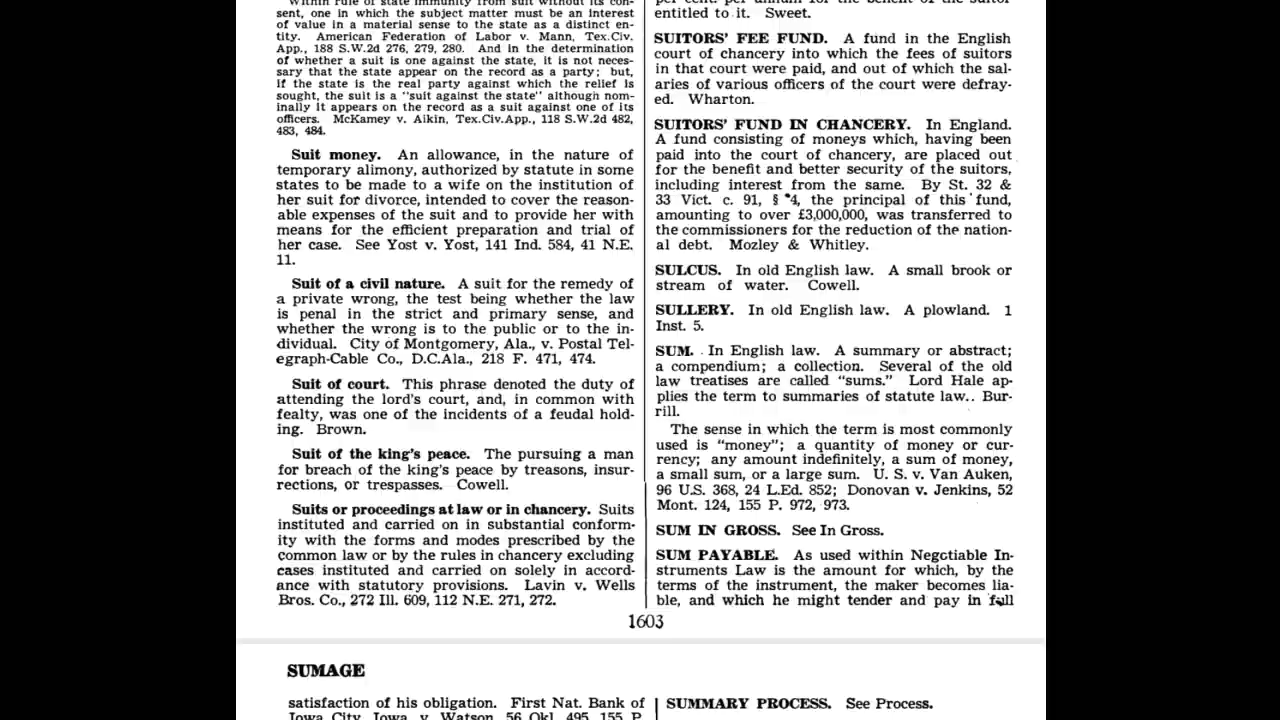 Within rule of state immunity from suit without its con-
sent, one in which the subject matter must be an interest
of value in a material sense to the state as a distinct en-
tity. American Federation of Labor v. Mann, Tex.Civ.
App., 188 S.W.2d 276, 279, 280. And in the determination
of whether a suit is one against the state, it is not neces-
sary that the state appear on the record as a party; but,
if the state is the real party against which the relief is
sought, the suit is a "suit against the state" although nom-
inally it appears on the record as a suit against one of its
officers. McKamey v. Aikin, Tex.Civ.App., 118 S.W.2d 482,
483, 484.
Suit money. An allowance, in the nature of
temporary alimony, authorized by statute in some
states to be made to a wife on the institution of
her suit for divorce, intended to cover the reason-
able expenses of the suit and to provide her with
means for the efficient preparation and trial of
her case. See Yost v. Yost, 141 Ind. 584, 41 N.E.
11.
Suit of a civil nature. A suit for the remedy of
a private wrong, the test being whether the law
is penal in the strict and primary sense, and
whether the wrong is to the public or to the in-
dividual. City of Montgomery, Ala., v. Postal Tel-
egraph-Cable Co., D.C.Ala., 218 F. 471, 474.
Suit of court. This phrase denoted the duty of
attending the lord's court, and, in common with
fealty, was one of the incidents of a feudal hold-
ing. Brown.
Suit of the king's peace. The pursuing a man
for breach of the king's peace by treasons, insur-
rections, or trespasses. Cowell.
Suits or proceedings at law or in chancery. Suits
instituted and carried on in substantial conform-
ity with the forms and modes prescribed by the
common law or by the rules in chancery excluding
cases instituted and carried on solely in accord-
ance with statutory provisions. Lavin v. Wells
Bros. Co., 272 Ill. 609, 112 N.E. 271, 272.
per cent. per annum for the benefit of the suitor
entitled to it. Sweet.
SUITORS' FEE FUND. A fund in the English
court of chancery into which the fees of suitors
in that court were paid, and out of which the sal-
aries of various officers of the court were defray-
ed. Wharton.
SUITORS' FUND IN CHANCERY. In England.
A fund consisting of moneys which, having been
paid into the court of chancery, are placed out
for the benefit and better security of the suitors,
including interest from the same. By St. 32 &
33 Vict. c. 91, § 4, the principal of this fund,
amounting to over £3,000,000, was transferred to
the commissioners for the reduction of the nation-
al debt. Mozley & Whitley.
SULCUS. In old English law. A small brook or
stream of water. Cowell.
SULLERY. In old English law. A plowland. 1
Inst. 5.
SUM. In English law. A summary or abstract;
a compendium; a collection. Several of the old
law treatises are called "sums." Lord Hale ap-
plies the term to summaries of statute law.. Bur-
rill.
The sense in which the term is most commonly
used is "money"; a quantity of money or cur-
rency; any amount indefinitely, a sum of money,
a small sum, or a large sum. U. S. v. Van Auken,
96 U.S. 368, 24 L.Ed. 852; Donovan v. Jenkins, 52
Mont. 124, 155 P. 972, 973.
SUM IN GROSS. See In Gross.
SUM PAYABLE. As used within Negotiable In-
struments Law is the amount for which, by the
terms of the instrument, the maker becomes lia-
ble, and which he might tender and pay in full
1603
SUMAGE
satisfaction of his obligation. First Nat. Bank of
Iowa City, Iowa, v. Watson, 56 Okl. 495, 155 P.
SUMMARY PROCESS. See Process.